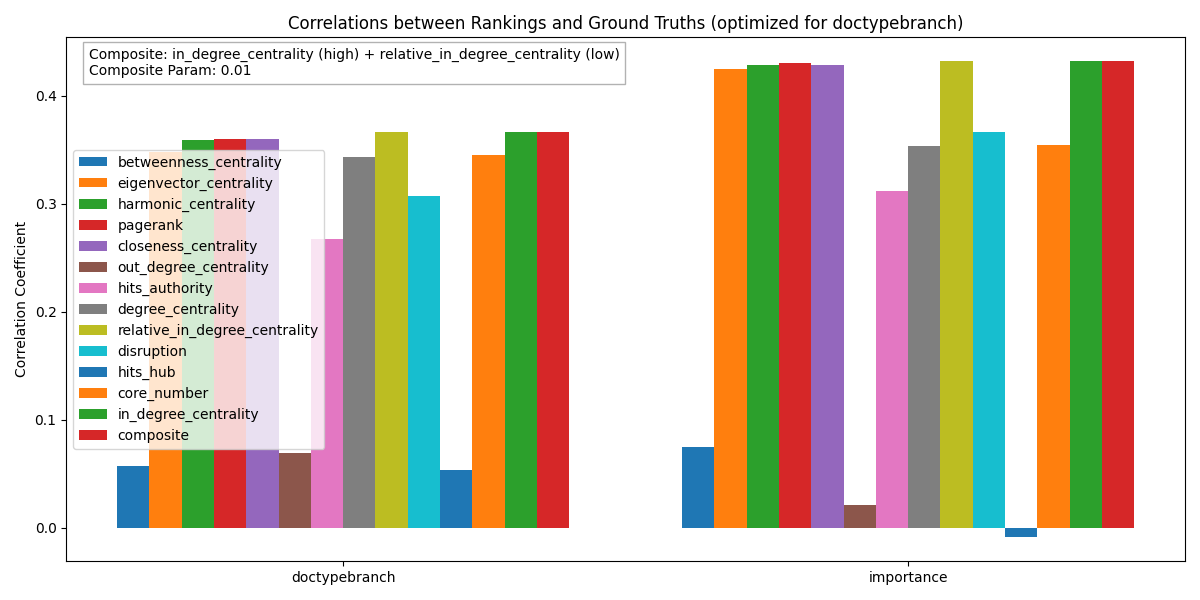 Correlations between Rankings and Ground Truths (optimized for doctypebranch)
Composite: in_degree_centrality (high) + relative_in_degree_centrality (low)
Composite Param: 0.01
Correlation Coefficient
0.4
0.3
0.2
0.1
0.0
betweenness_centrality
eigenvector_centrality
harmonic_centrality
pagerank
closeness_centrality
out_degree_centrality
hits_authority
degree_centrality
relative_in_degree_centrality
disruption
hits_hub
core_number
in_degree_centrality
composite
doctypebranch
importance